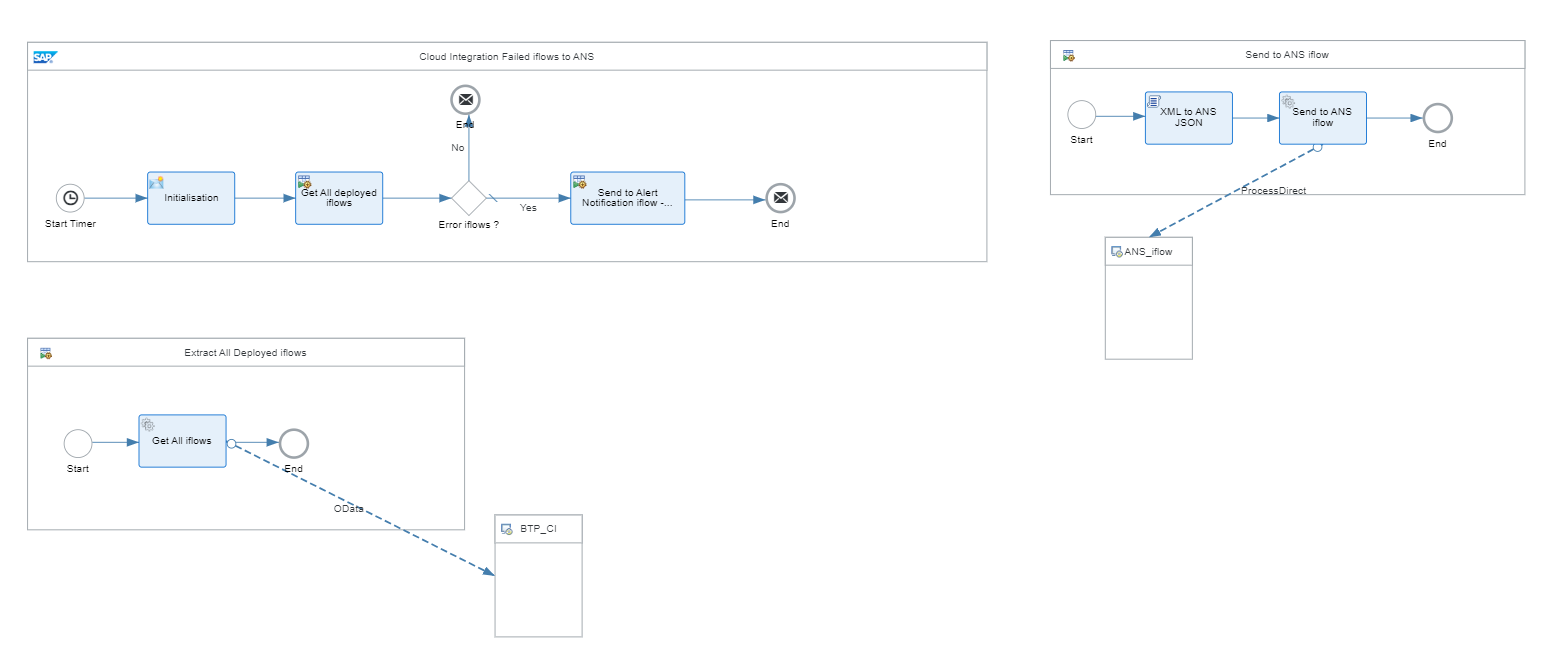 SAP
Cloud Integration Failed iflows to ANS
End
No
Start Timer
Initialisation
Get All deployed
iflows
Error iflows ?
Yes
Send to Alert
Notification iflow -...
End
Send to ANS iflow
Start
XML to ANS
JSON
Send to ANS
iflow
End
ProcessDirect
ANS_iflow
Extract All Deployed iflows
Start
Get All iflows
End
OData
BTP_CI